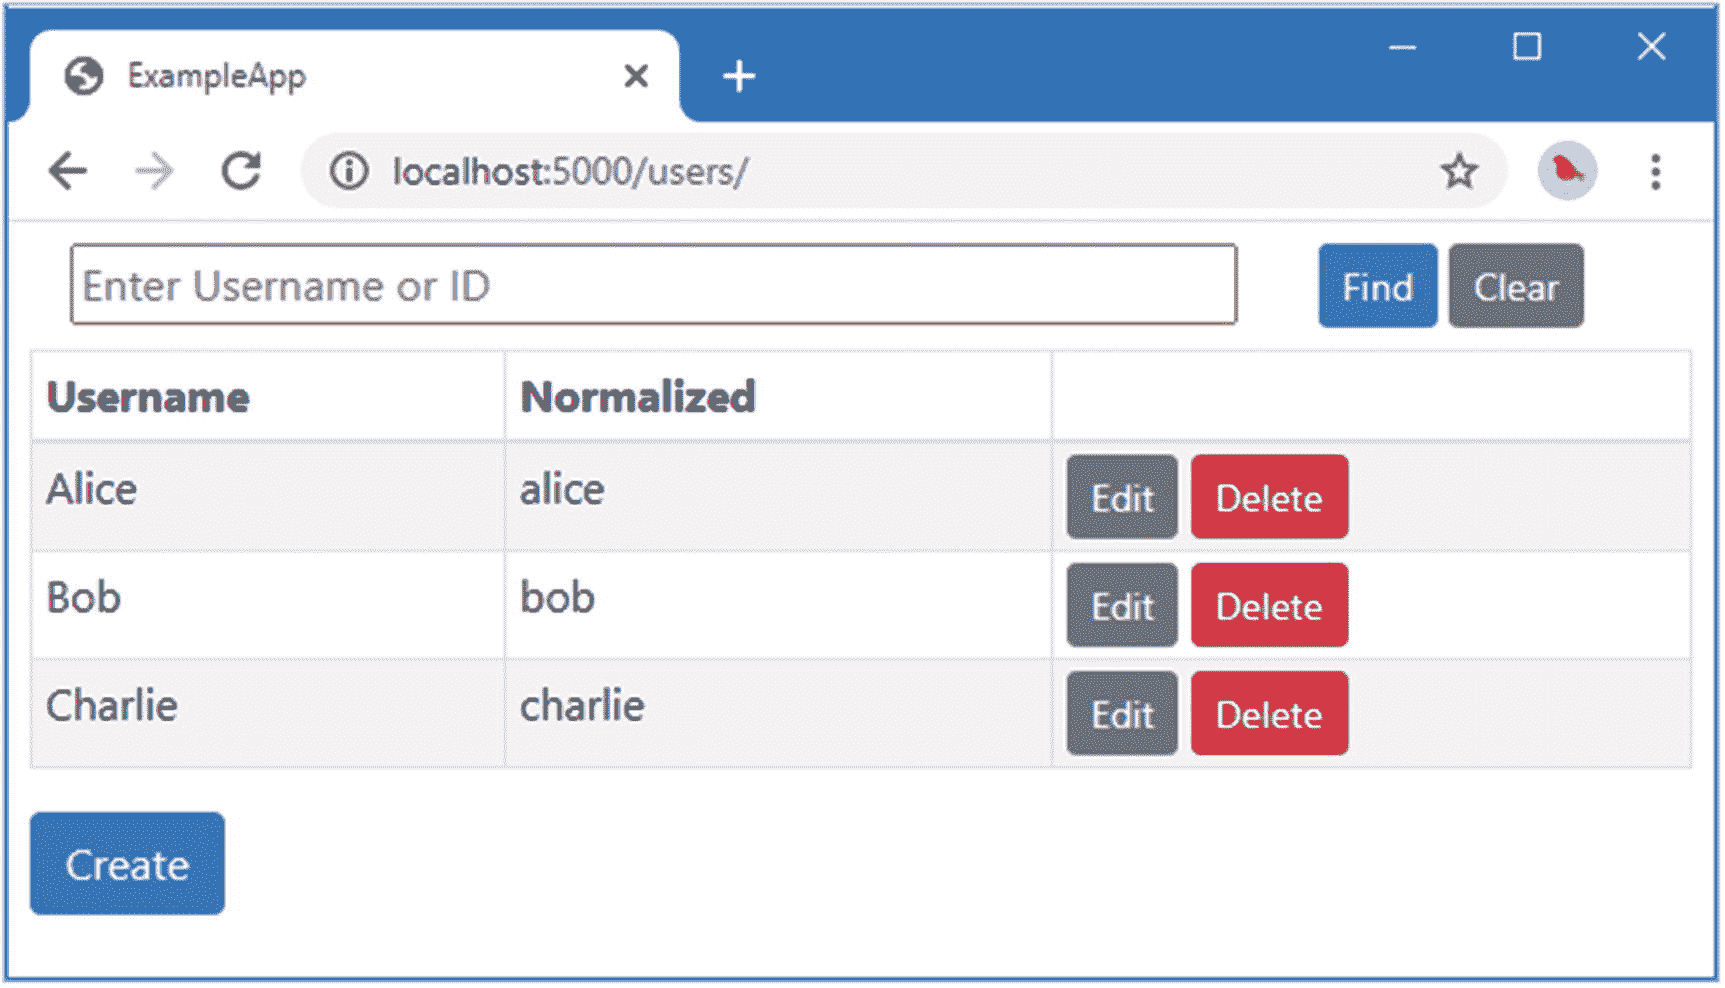 ExampleApp
localhost:5000/users/
Enter Username or ID Find Clear
Username Normalized
Alice alice Edit Delete
Bob bob Edit Delete
Charlie charlie Edit Delete
Create